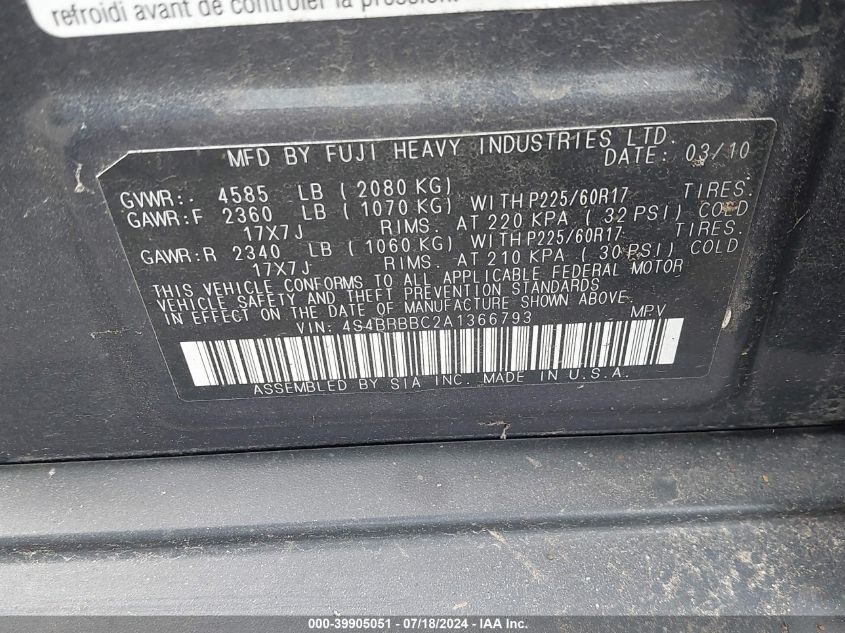 refroidi avant de contrôler la pression.
MFD BY FUJI HEAVY INDUSTRIES LTD.
DATE: 03/10
GVWR:. 4585 LB ( 2080 KG)
GAWR:F 2360 LB ( 1070 KG) WITH P225/60R17 TIRES.
17X7J RIMS. AT 220 KPA ( 32 PSI) COLD
GAWR:R 2340 LB ( 1060 KG) WITH P225/60R17 TIRES.
17X7J RIMS. AT 210 KPA ( 30 PSI) COLD
THIS VEHICLE CONFORMS TO ALL APPLICABLE FEDERAL MOTOR
VEHICLE SAFETY AND THEFT PREVENTION STANDARDS
IN EFFECT ON THE DATE OF MANUFACTURE SHOWN ABOVE.
VIN: 4S4BRBBC2A1366793 MPV
ASSEMBLED BY SIA INC. MADE IN U.S.A.
000-39905051 - 07/18/2024 - IAA Inc.